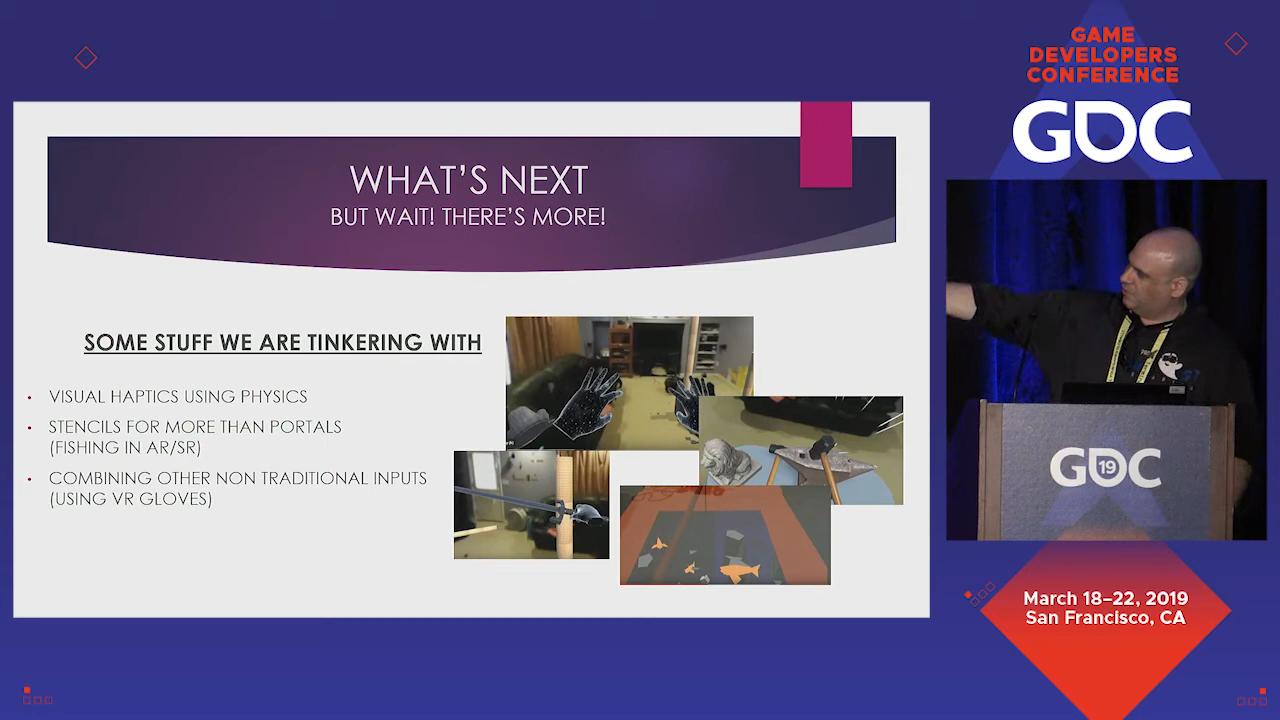 GAME
DEVELOPERS
CONFERENCE
GDC
WHAT'S NEXT
BUT WAIT! THERE'S MORE!
SOME STUFF WE ARE TINKERING WITH
• VISUAL HAPTICS USING PHYSICS
• STENCILS FOR MORE THAN PORTALS
(FISHING IN AR/SR)
• COMBINING OTHER NON TRADITIONAL INPUTS
(USING VR GLOVES)
GDC 19
March 18–22, 2019
San Francisco, CA